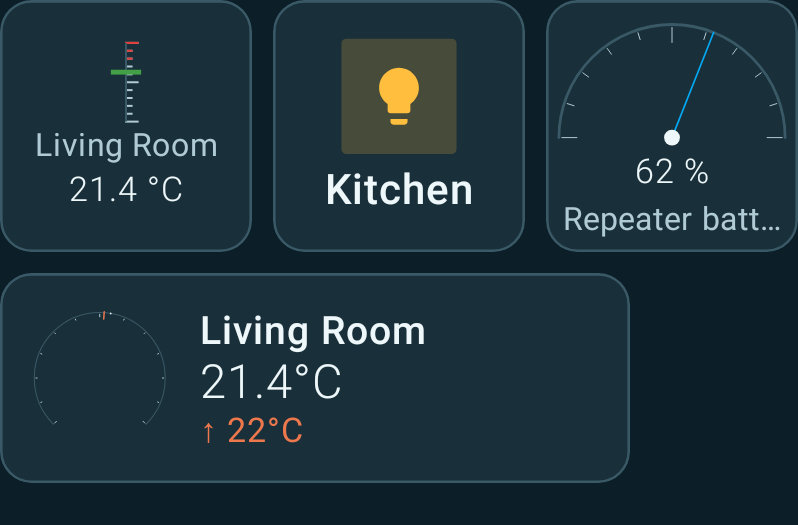 Living Room
21.4 °C
Kitchen
62 %
Repeater batt…
Living Room
21.4°C
↑ 22°C